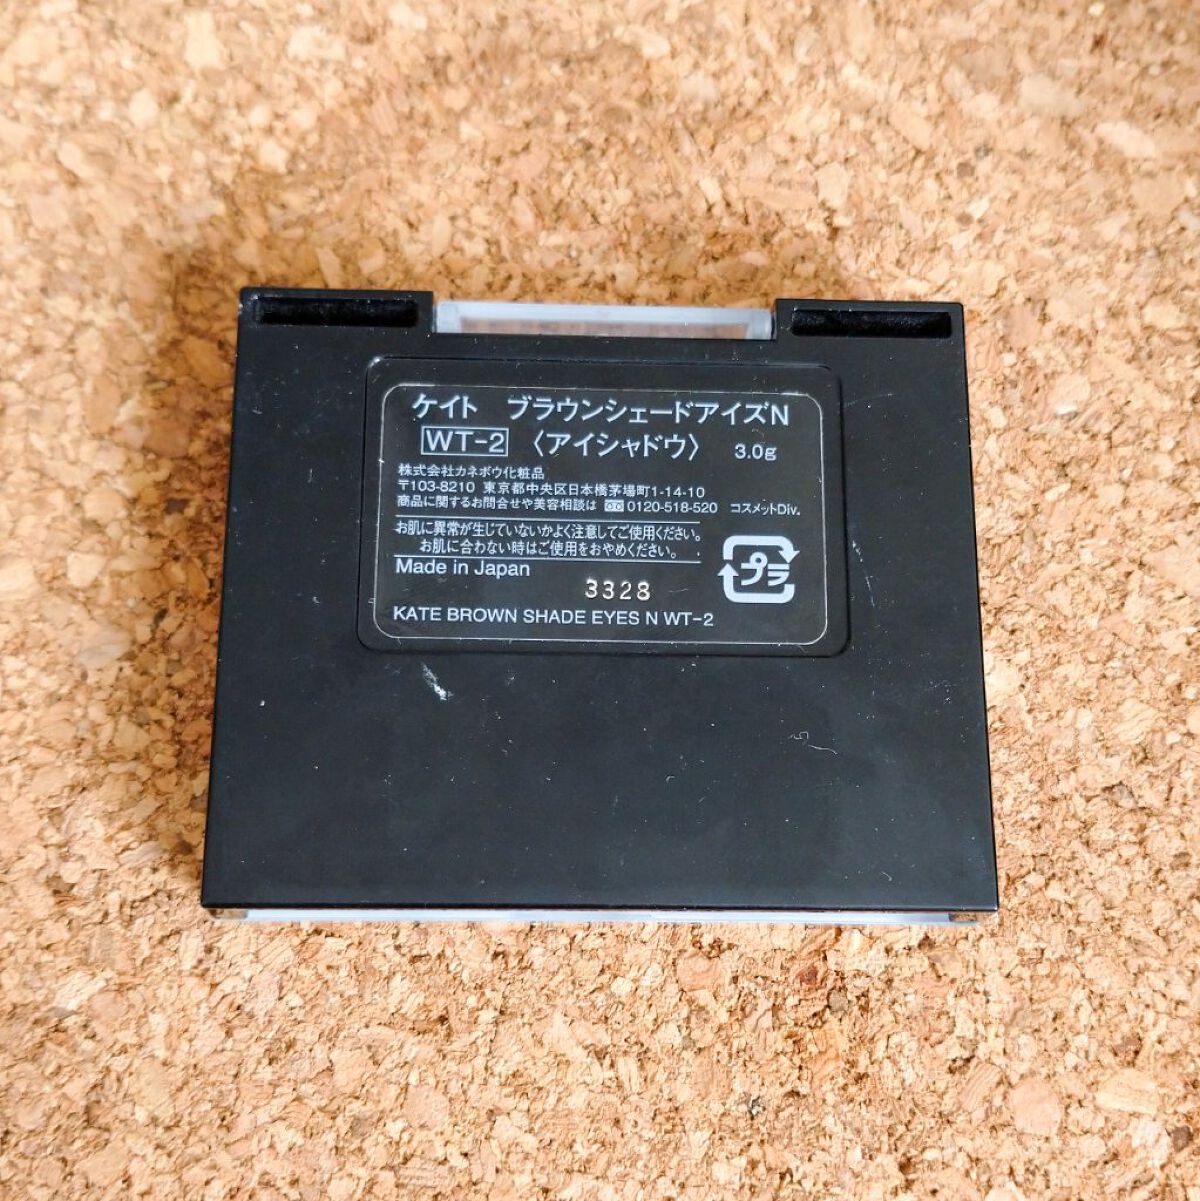 ケイト ブラウンシェードアイズN
WT-2 〈アイシャドウ〉 3.0g
株式会社カネボウ化粧品
〒103-8210 東京都中央区日本橋茅場町1-14-10
商品に関するお問合せや美容相談は 0120-518-520 コスメットDiv.
お肌に異常が生じていないかよく注意してご使用ください。
お肌に合わない時はご使用をおやめください。
プラ
Made in Japan
3328
KATE BROWN SHADE EYES N WT-2